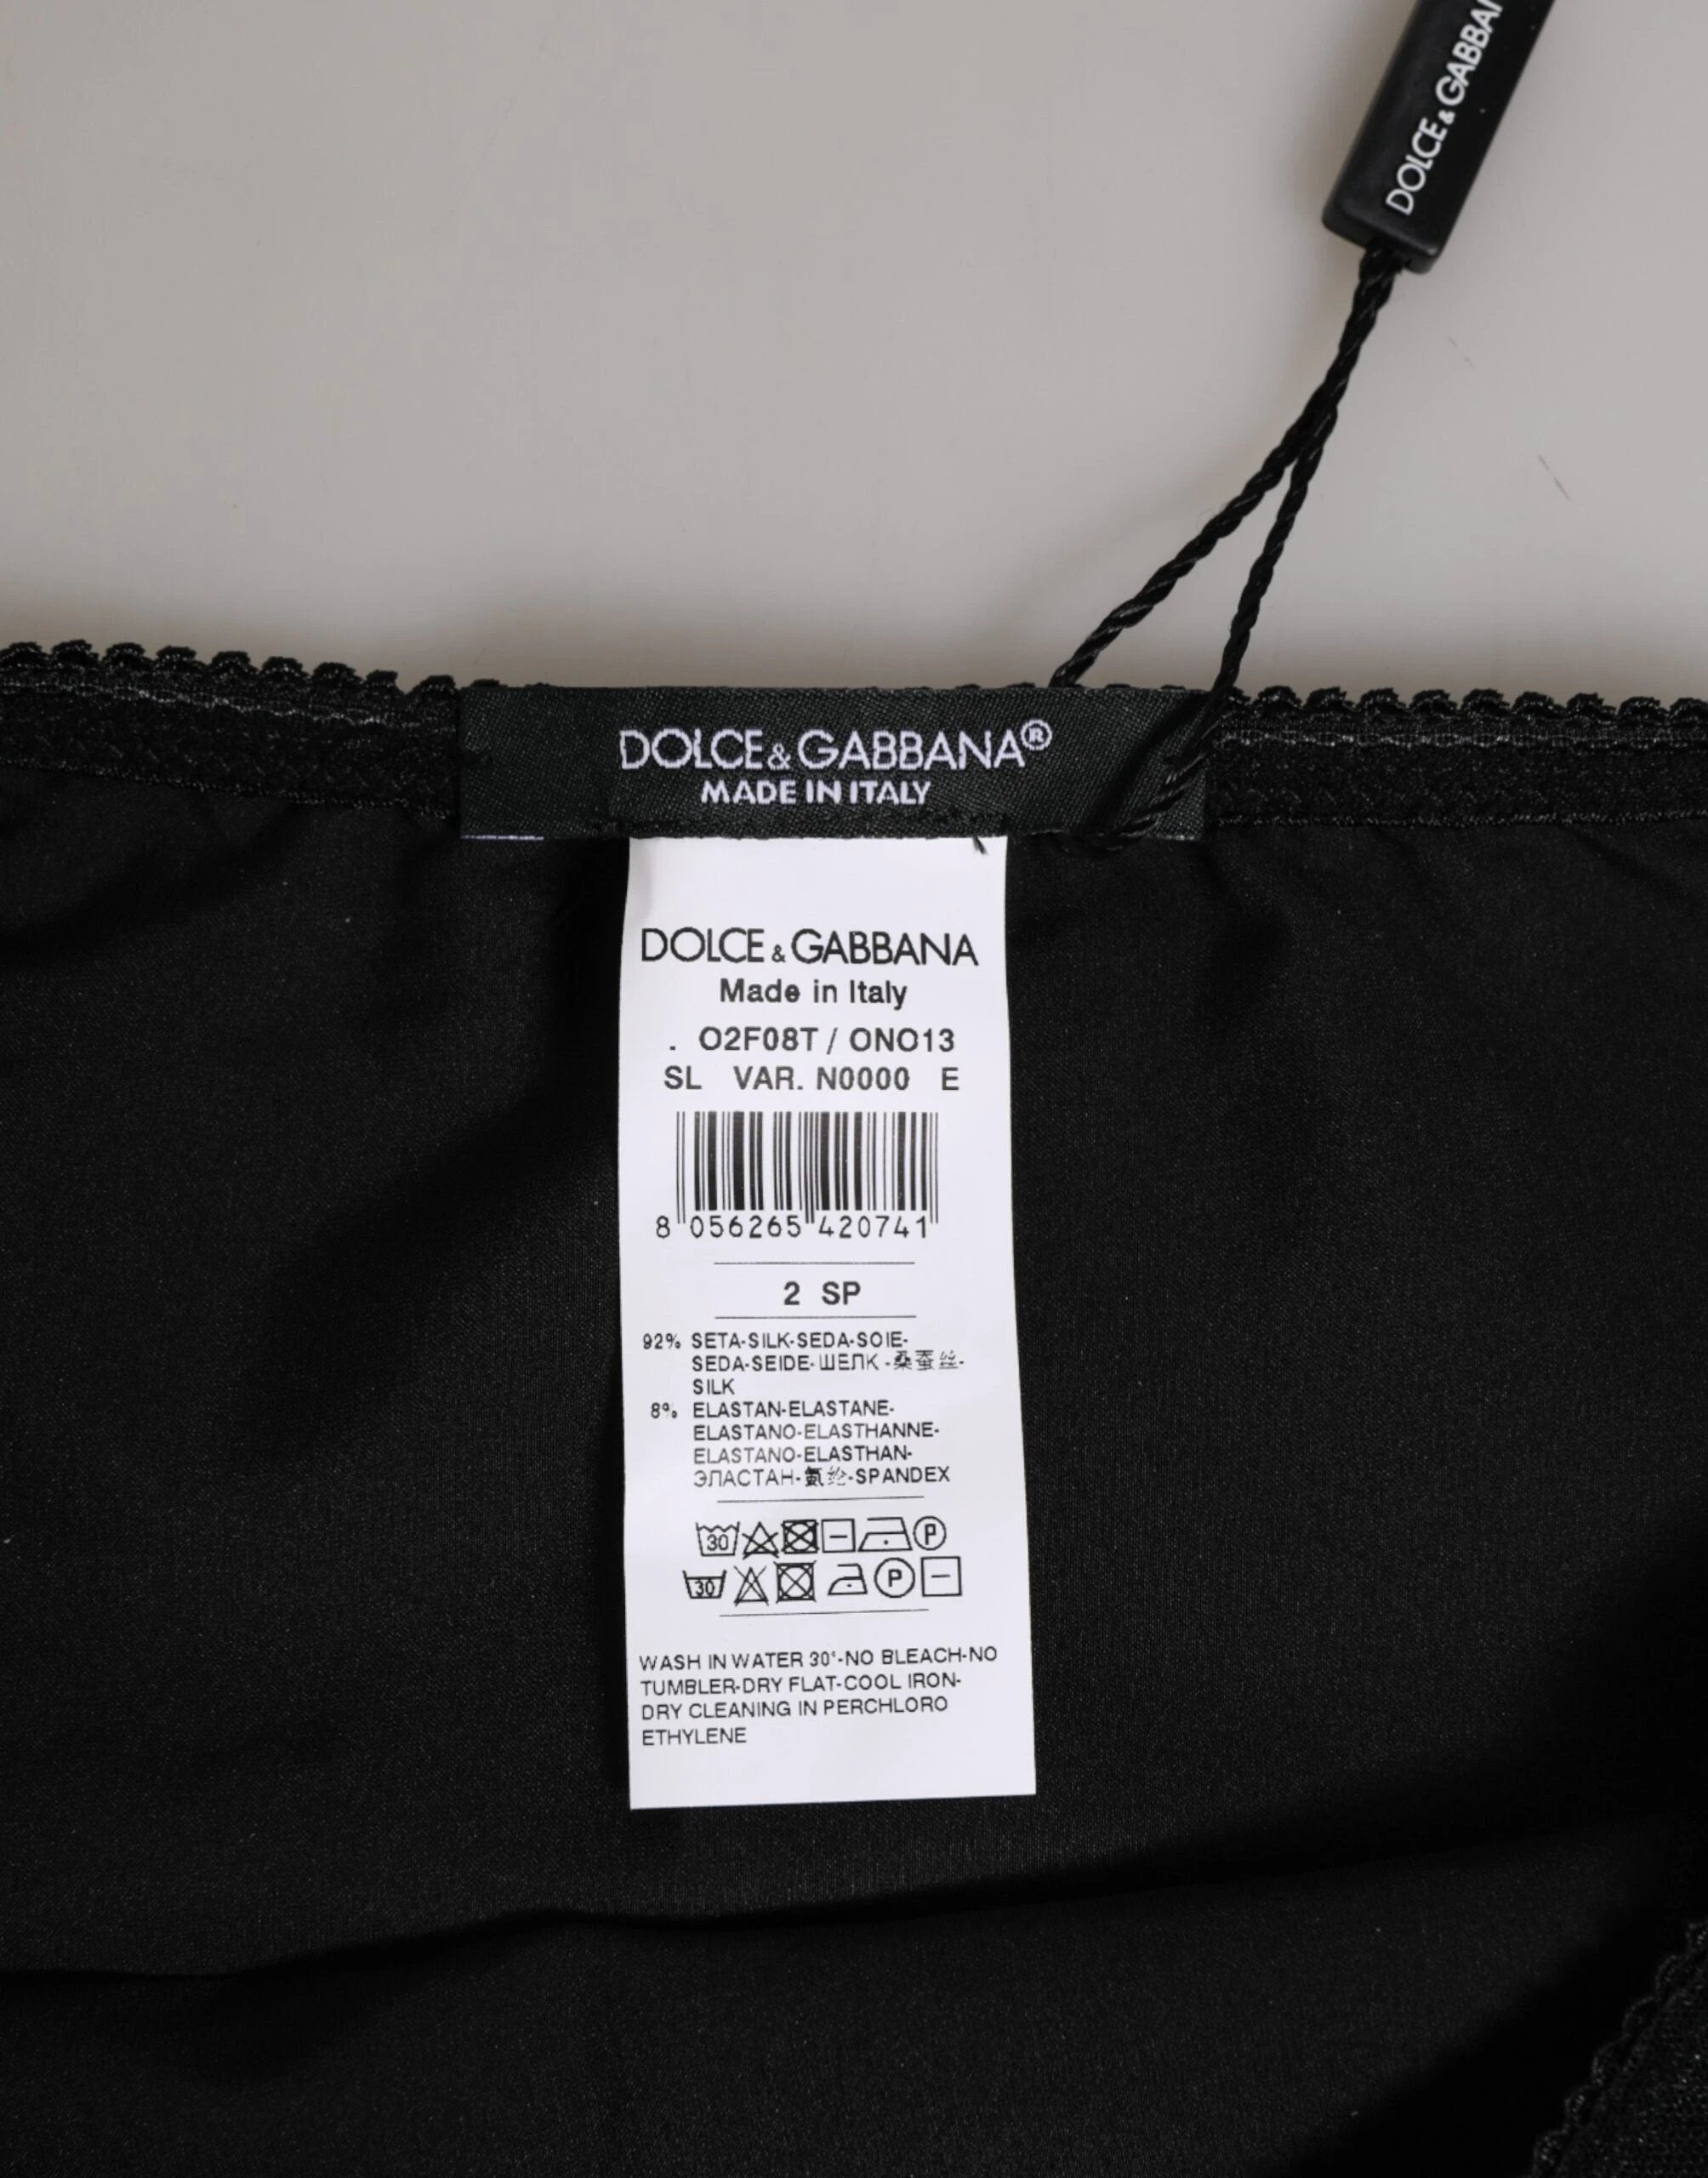 DOLCE&GABBAN
DOLCE&GABBANA®
MADE IN ITALY
DOLCE&GABBANA
Made in Italy
. O2F08T / ONO13
SL VAR. N0000 E
8 056265 420741
2 SP
92% SETA-SILK-SEDA-SOIE-
SEDA-SEIDE-ШЕЛК-桑蚕丝-
SILK
8% ELASTAN-ELASTANE-
ELASTANO-ELASTHANNE-
ELASTANO-ELASTHAN-
ЭЛАСТАН-氨纶-SPANDEX
30 P
30 P
WASH IN WATER 30°-NO BLEACH-NO
TUMBLER-DRY FLAT-COOL IRON-
DRY CLEANING IN PERCHLORO
ETHYLENE